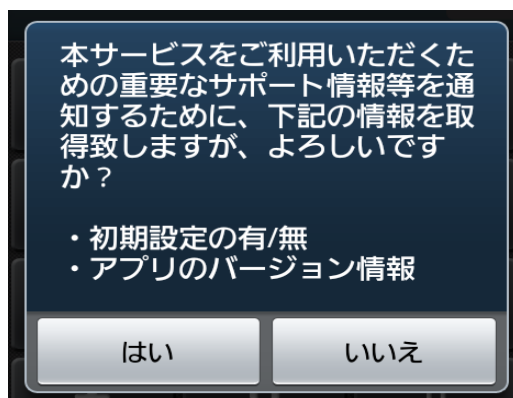 本サービスをご利用いただくた
めの重要なサポート情報等を通
知するために、下記の情報を取
得致しますが、よろしいです
か？
・初期設定の有/無
・アプリのバージョン情報
はい
いいえ